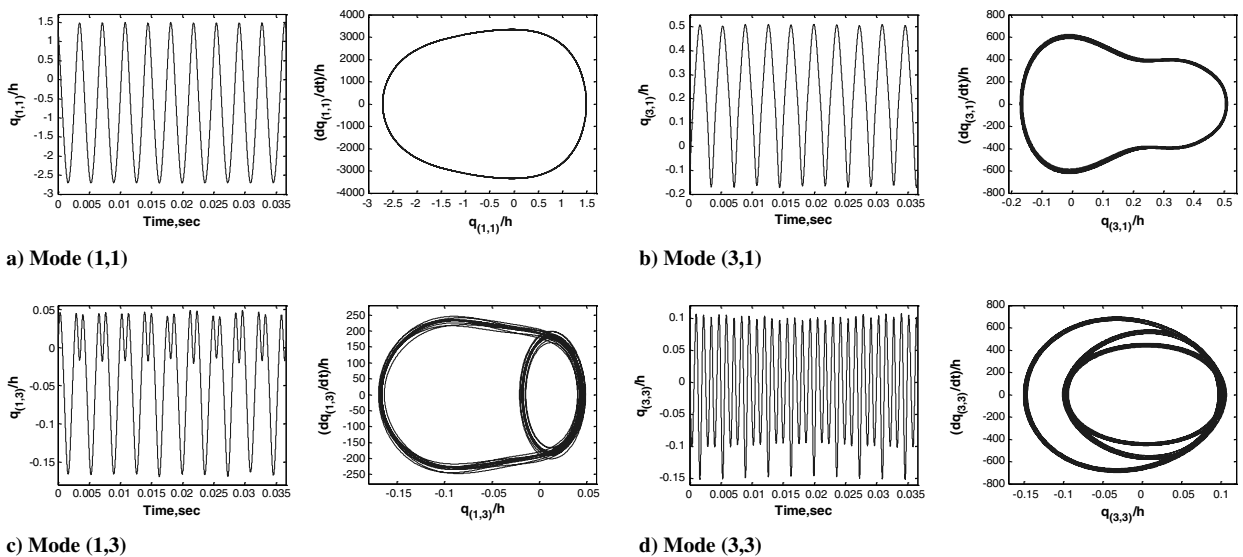 1.5
1
0.5
0
-0.5
-1
-1.5
-2
-2.5
-3
q(1,1)/h
0 0.005 0.01 0.015 0.02 0.025 0.03 0.035
Time,sec
4000
3000
2000
1000
0
-1000
-2000
-3000
4000
(dq(1,1)/dt)/h
-3 -2.5 -2 -1.5 -1 -0.5 0 0.5 1 1.5
q(1,1)/h
a) Mode (1,1)
0.5
0.4
0.3
0.2
0.1
0
-0.1
-0.2
q(3,1)/h
0 0.005 0.01 0.015 0.02 0.025 0.03 0.035
Time,sec
800
600
400
200
0
-200
-400
-600
-800
(dq(3,1)/dt)/h
-0.2 -0.1 0 0.1 0.2 0.3 0.4 0.5
q(3,1)/h
b) Mode (3,1)
0.05
0
-0.05
-0.1
-0.15
q(1,3)/h
0 0.005 0.01 0.015 0.02 0.025 0.03 0.035
Time,sec
250
200
150
100
50
0
-50
-100
-150
-200
-250
(dq(1,3)/dt)/h
-0.15 -0.1 -0.05 0 0.05
q(1,3)/h
c) Mode (1,3)
0.1
0.05
0
-0.05
-0.1
-0.15
q(3,3)/h
0 0.005 0.01 0.015 0.02 0.025 0.03 0.035
Time,sec
800
600
400
200
0
-200
-400
-600
-800
(dq(3,3)/dt)/h
-0.15 -0.1 -0.05 0 0.05 0.1
q(3,3)/h
d) Mode (3,3)